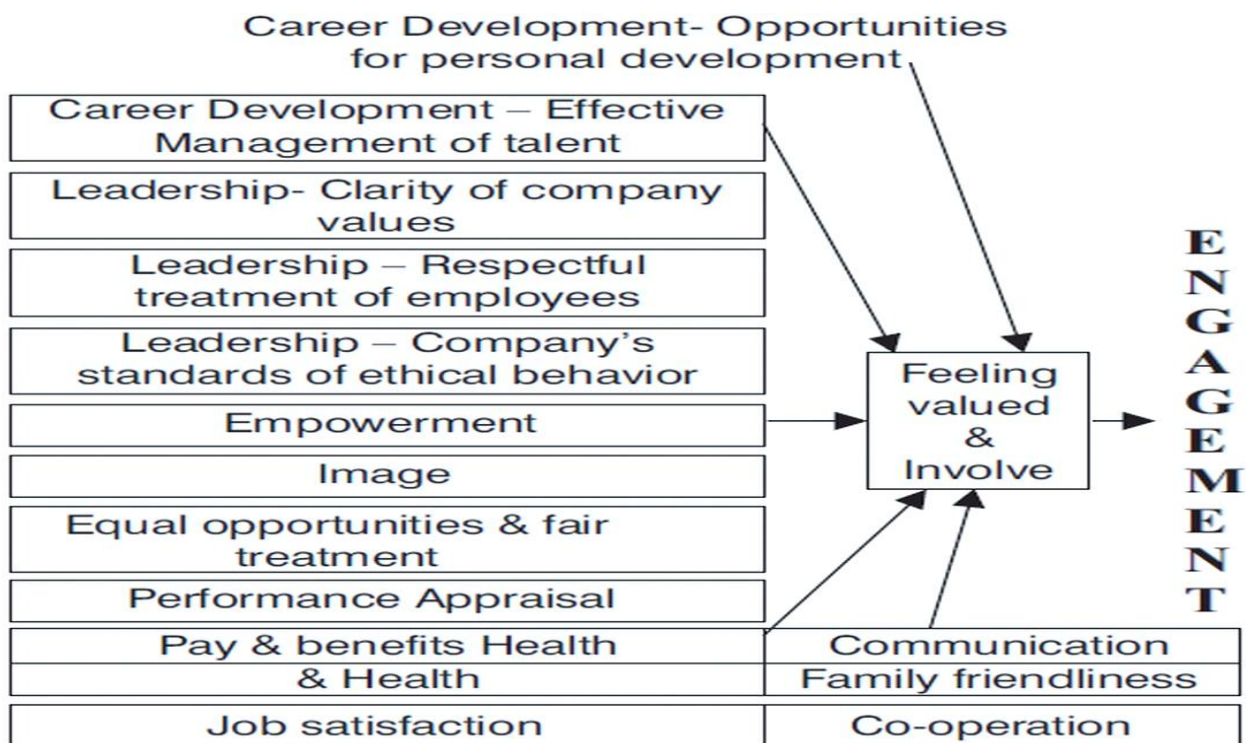 Career Development- Opportunities
for personal development
Career Development – Effective
Management of talent
Leadership- Clarity of company
values
Leadership – Respectful
treatment of employees
Leadership – Company's
standards of ethical behavior
Empowerment
Image
Equal opportunities & fair
treatment
Performance Appraisal
Pay & benefits Health
& Health
Job satisfaction
Communication
Family friendliness
Co-operation
Feeling
valued
&
Involve
ENGAGEMENT